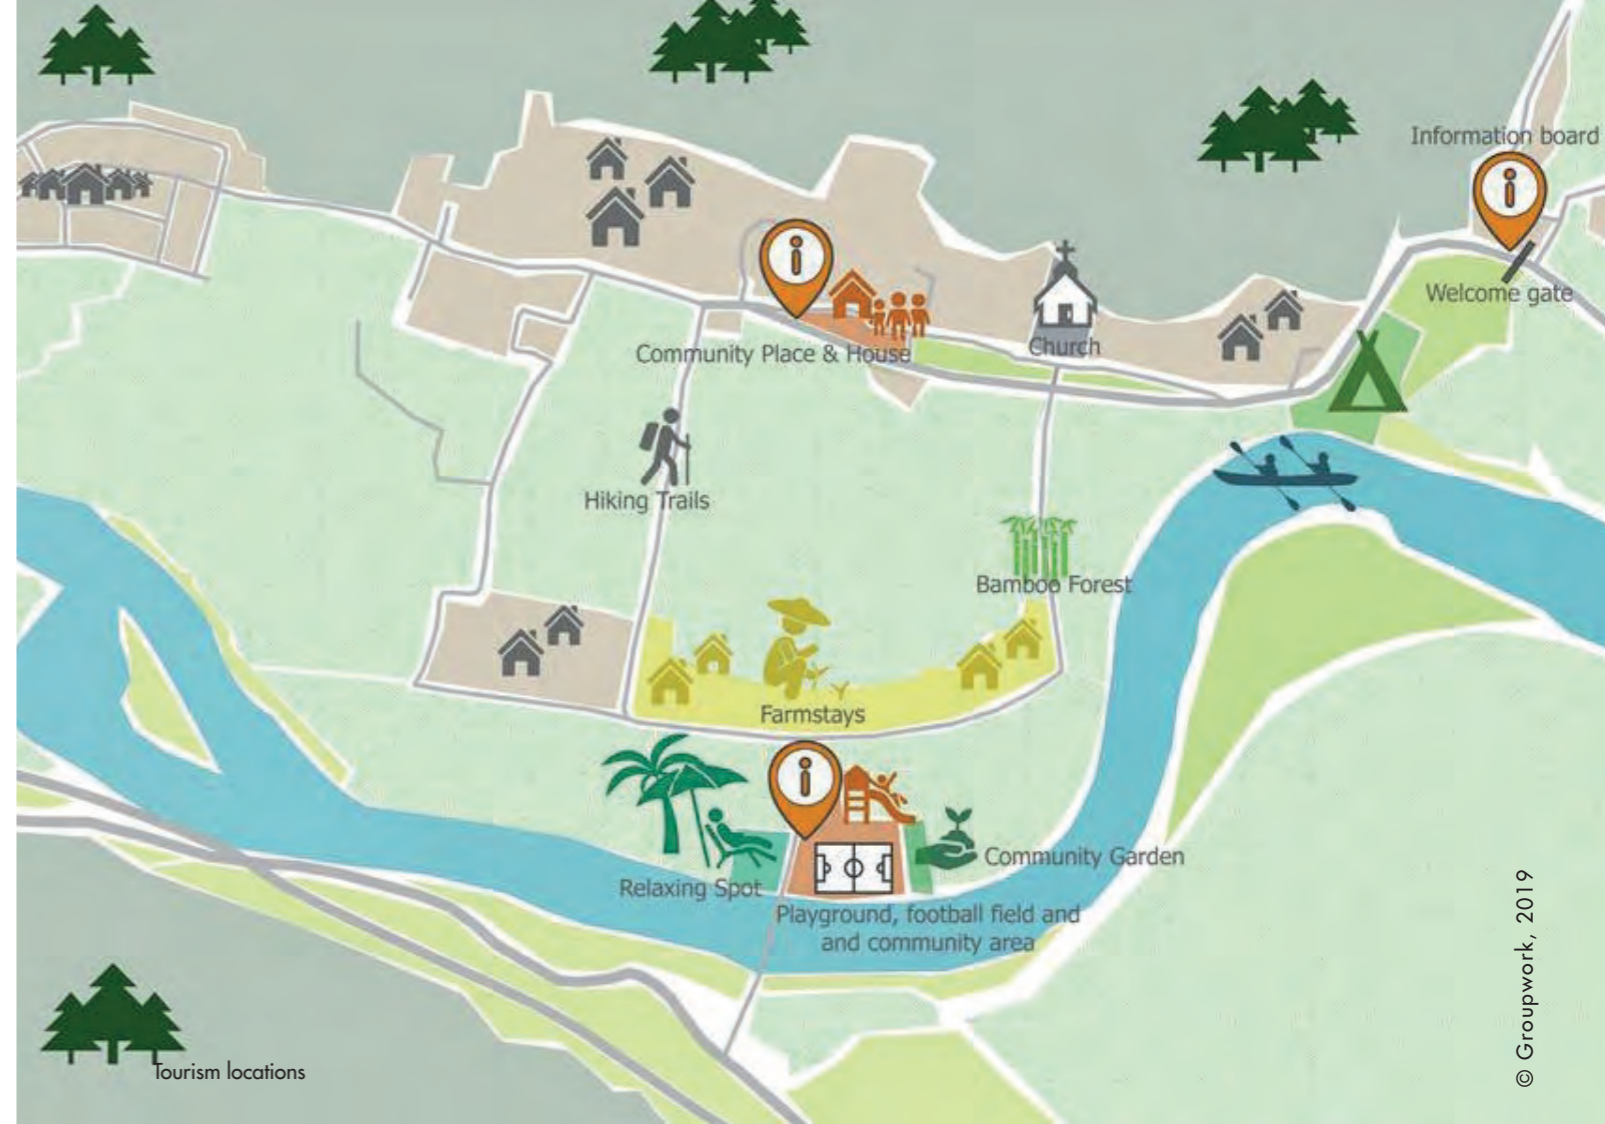 Information board
Welcome gate
Community Place & House
Church
Hiking Trails
Bamboo Forest
Farmstays
Community Garden
Relaxing Spot
Playground, football field and
and community area
Tourism locations
© Groupwork, 2019